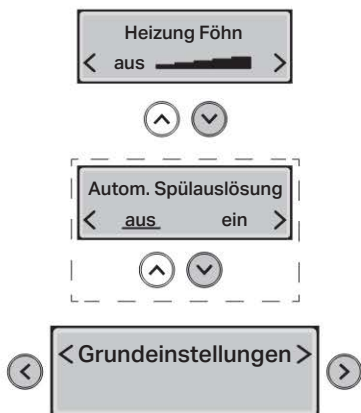 Heizung Föhn
< aus >
Autom. Spülauslösung
< aus ein >
<Grundeinstellungen>